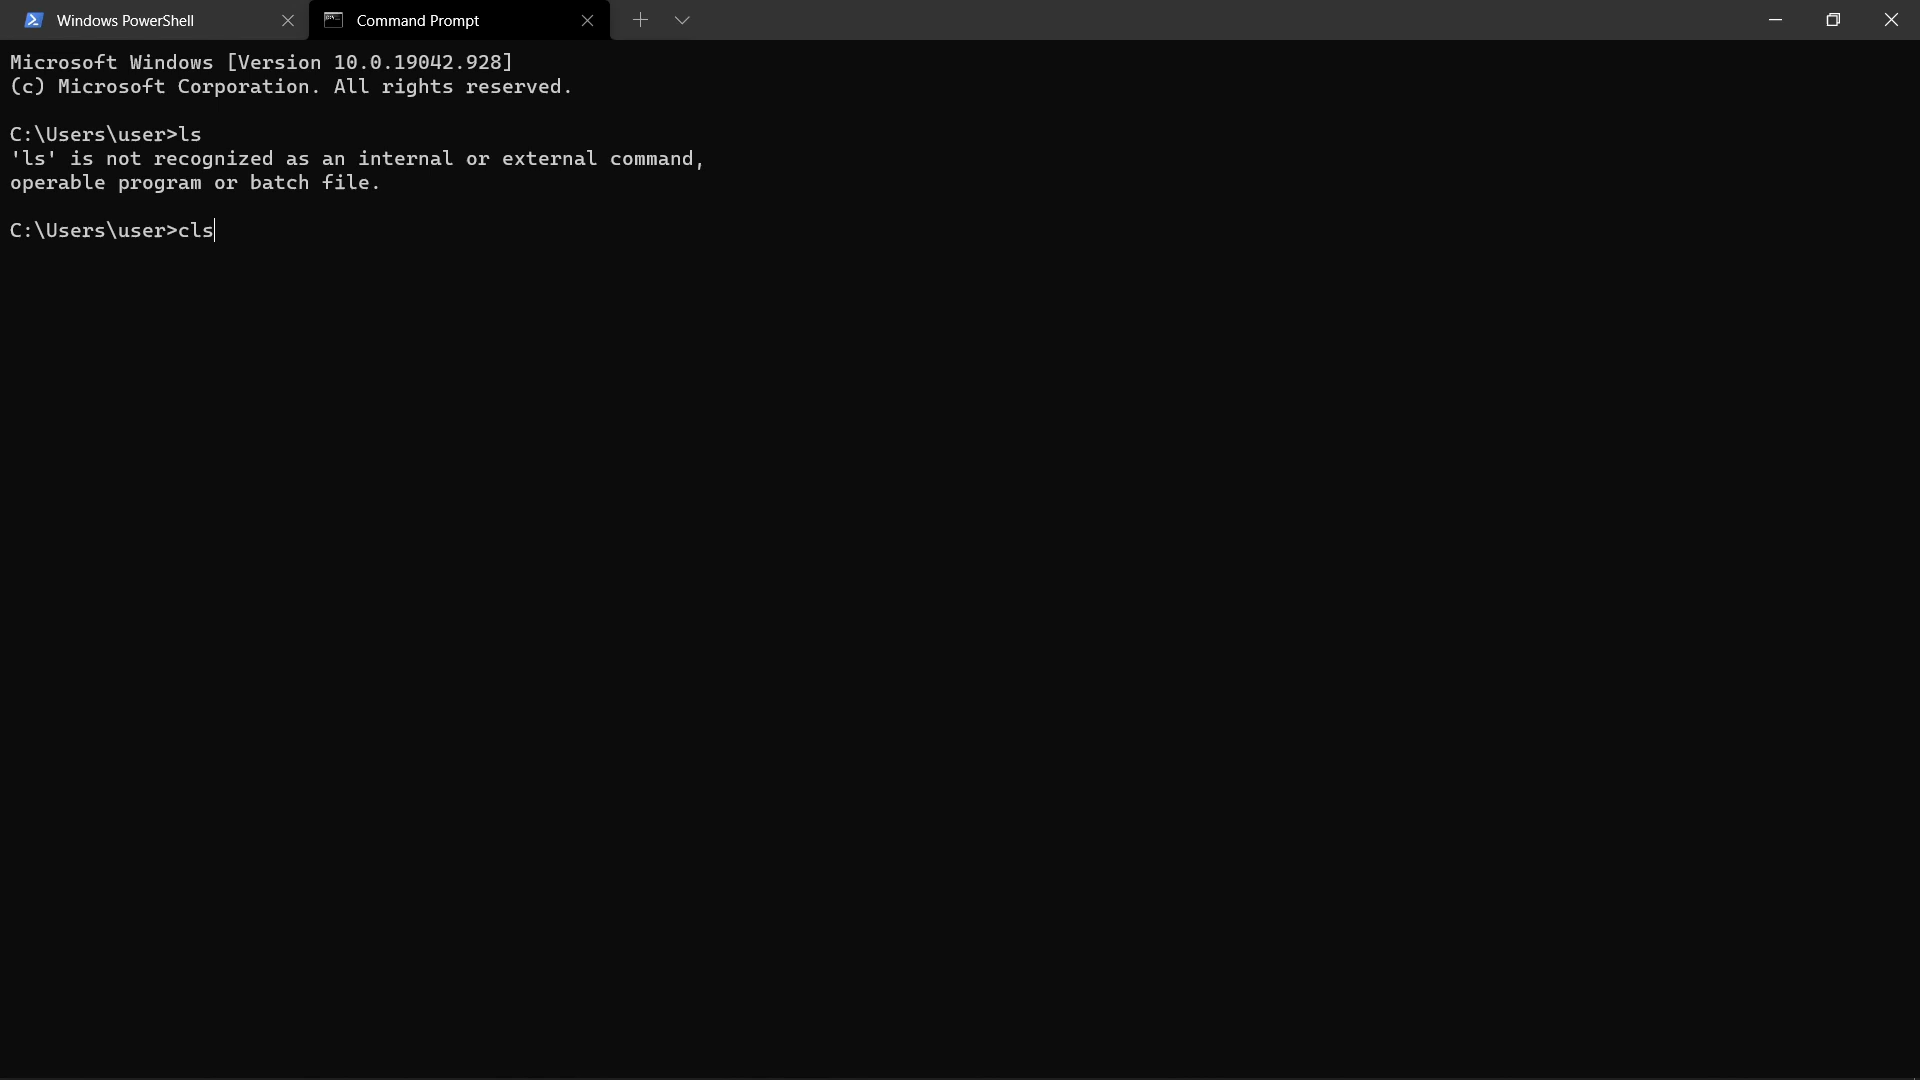 Windows PowerShell
Command Prompt
Microsoft Windows [Version 10.0.19042.928]
(c) Microsoft Corporation. All rights reserved.
C:\Users\user>ls
'ls' is not recognized as an internal or external command,
operable program or batch file.
C:\Users\user>cls